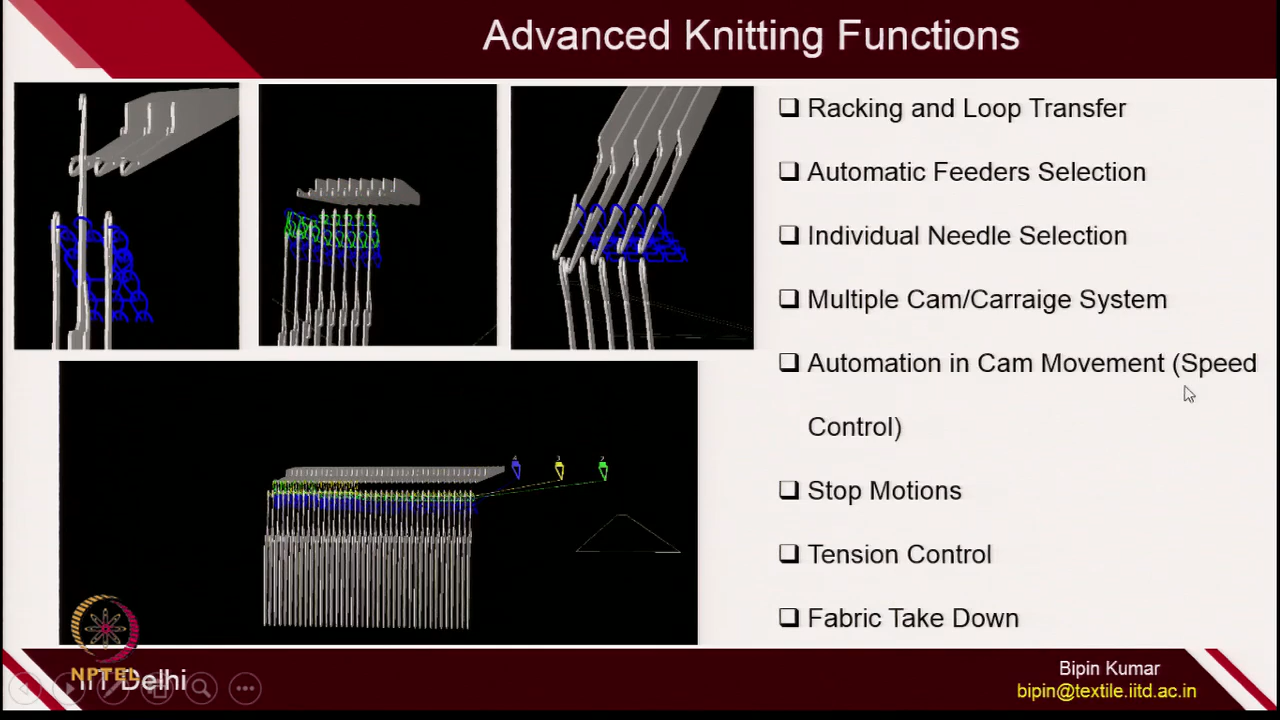 Advanced Knitting Functions
Racking and Loop Transfer
Automatic Feeders Selection
Individual Needle Selection
Multiple Cam/Carraige System
Automation in Cam Movement (Speed
Control)
Stop Motions
Tension Control
Fabric Take Down
NPTEL
IIT Delhi
Bipin Kumar
bipin@textile.iitd.ac.in